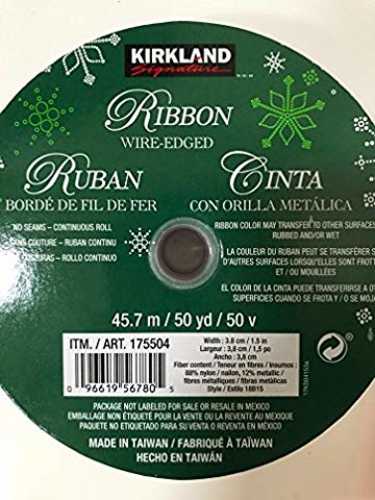 KIRKLAND
Signature
RIBBON
WIRE-EDGED
RUBAN
BORDÉ DE FIL DE FER
CINTA
CON ORILLA METÁLICA
NO SEAMS – CONTINUOUS ROLL
SANS COUTURE – RUBAN CONTINU
COSTURAS – ROLLO CONTINUO
RIBBON COLOR MAY TRANSFER TO OTHER SURFACES
RUBBED AND/OR WET
LA COULEUR DU RUBAN PEUT SE TRANSFÉRER S
D'AUTRES SURFACES LORSQU'ELLES SONT FROTT
ET / OU MOUILLÉES
EL COLOR DE LA CINTA PUEDE TRANSFERIRSE A OT
SUPERFICIES CUANDO SE FROTA Y / O SE MOJA
45.7 m / 50 yd / 50 v
ITM. / ART. 175504
0 96619 56780 5
Width : 3.8 cm / 1.5 in
Largeur : 3,8 cm / 1,5 po
Ancho : 3,8 cm
Fiber content / Teneur en fibres / Insumos :
88% nylon / nailon, 12% metallic /
fibres metalliques / fibras metálicas
Style / Estilo 18815
PACKAGE NOT LABELED FOR SALE OR RESALE IN MEXICO
EMBALLAGE NON ÉTIQUETÉ POUR LA VENTE OU LA REVENTE AU MEXIQUE
PAQUETE NO ETIQUETADO PARA SU VENTA O REVENTA EN MÉXICO
MADE IN TAIWAN / FABRIQUÉ À TAÏWAN
HECHO EN TAIWÁN